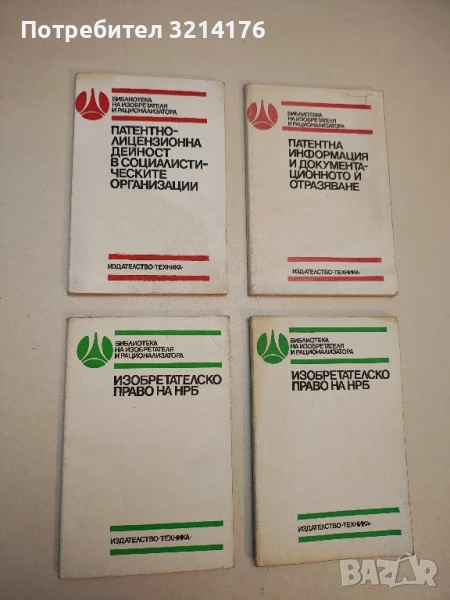 Потребител 3214176
БИБЛИОТЕКА
НА ИЗОБРЕТАТЕЛЯ
И РАЦИОНАЛИЗАТОРА
ПАТЕНТНО-
ЛИЦЕНЗИОННА
ДЕЙНОСТ
В СОЦИАЛИСТИ-
ЧЕСКИТЕ
ОРГАНИЗАЦИИ
ИЗДАТЕЛСТВО•ТЕХНИКА•
БИБЛИОТЕКА
НА ИЗОБРЕТАТЕЛЯ
И РАЦИОНАЛИЗАТОРА
ПАТЕНТНА
ИНФОРМАЦИЯ
И ДОКУМЕНТА-
ЦИОННОТО Й
ОТРАЗЯВАНЕ
ИЗДАТЕЛСТВО•ТЕХНИКА•
БИБЛИОТЕКА
НА ИЗОБРЕТАТЕЛЯ
И РАЦИОНАЛИЗАТОРА
ИЗОБРЕТАТЕЛСКО
ПРАВО НА НРБ
ИЗДАТЕЛСТВО•ТЕХНИКА•
БИБЛИОТЕКА
НА ИЗОБРЕТАТЕЛЯ
И РАЦИОНАЛИЗАТОРА
ИЗОБРЕТАТЕЛСКО
ПРАВО НА НРБ
ИЗДАТЕЛСТВО•ТЕХНИКА•
BAZAR